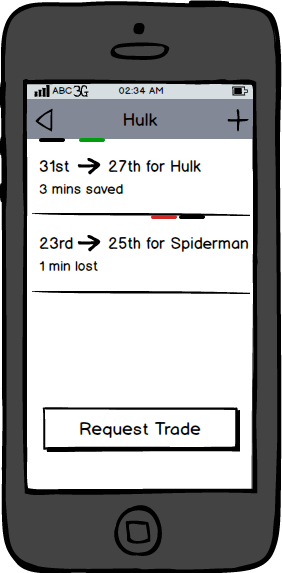 ABC 3G 02:34 AM
Hulk
31st → 27th for Hulk
3 mins saved
23rd → 25th for Spiderman
1 min lost
Request Trade